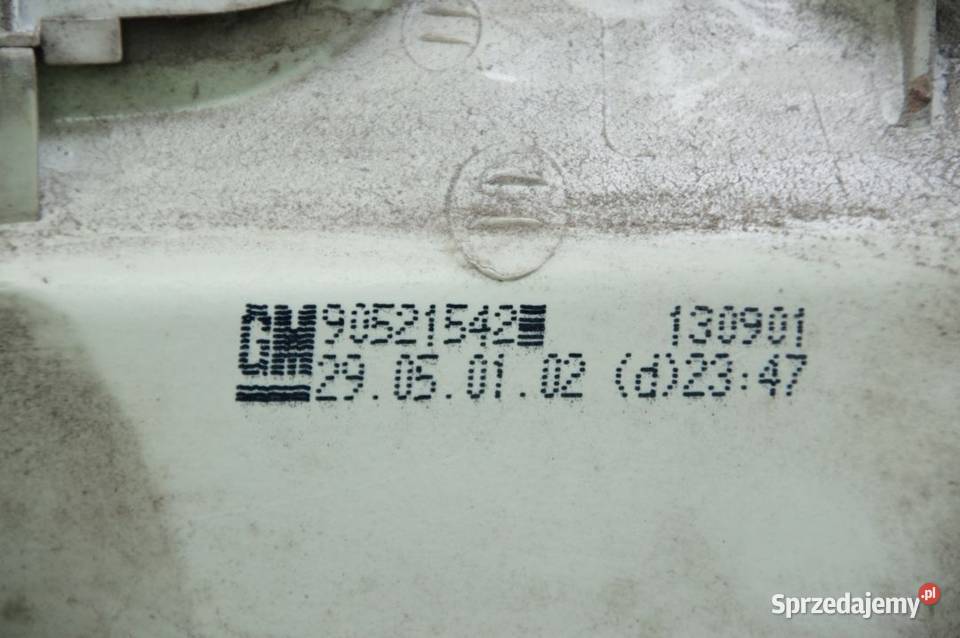 GM 90521542 130901
29.05.01.02 (d)23:47
Sprzedajemy.pl